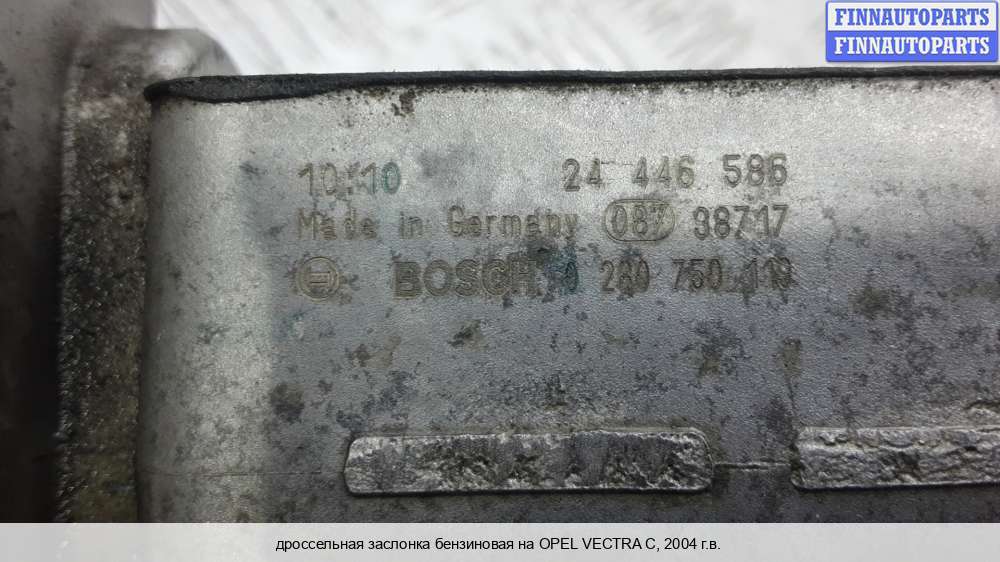 FINNAUTOPARTS
FINNAUTOPARTS
10:10 24 446 586
Made in Germany 087 38717
BOSCH 0 280 750 119
дроссельная заслонка бензиновая на OPEL VECTRA C, 2004 г.в.